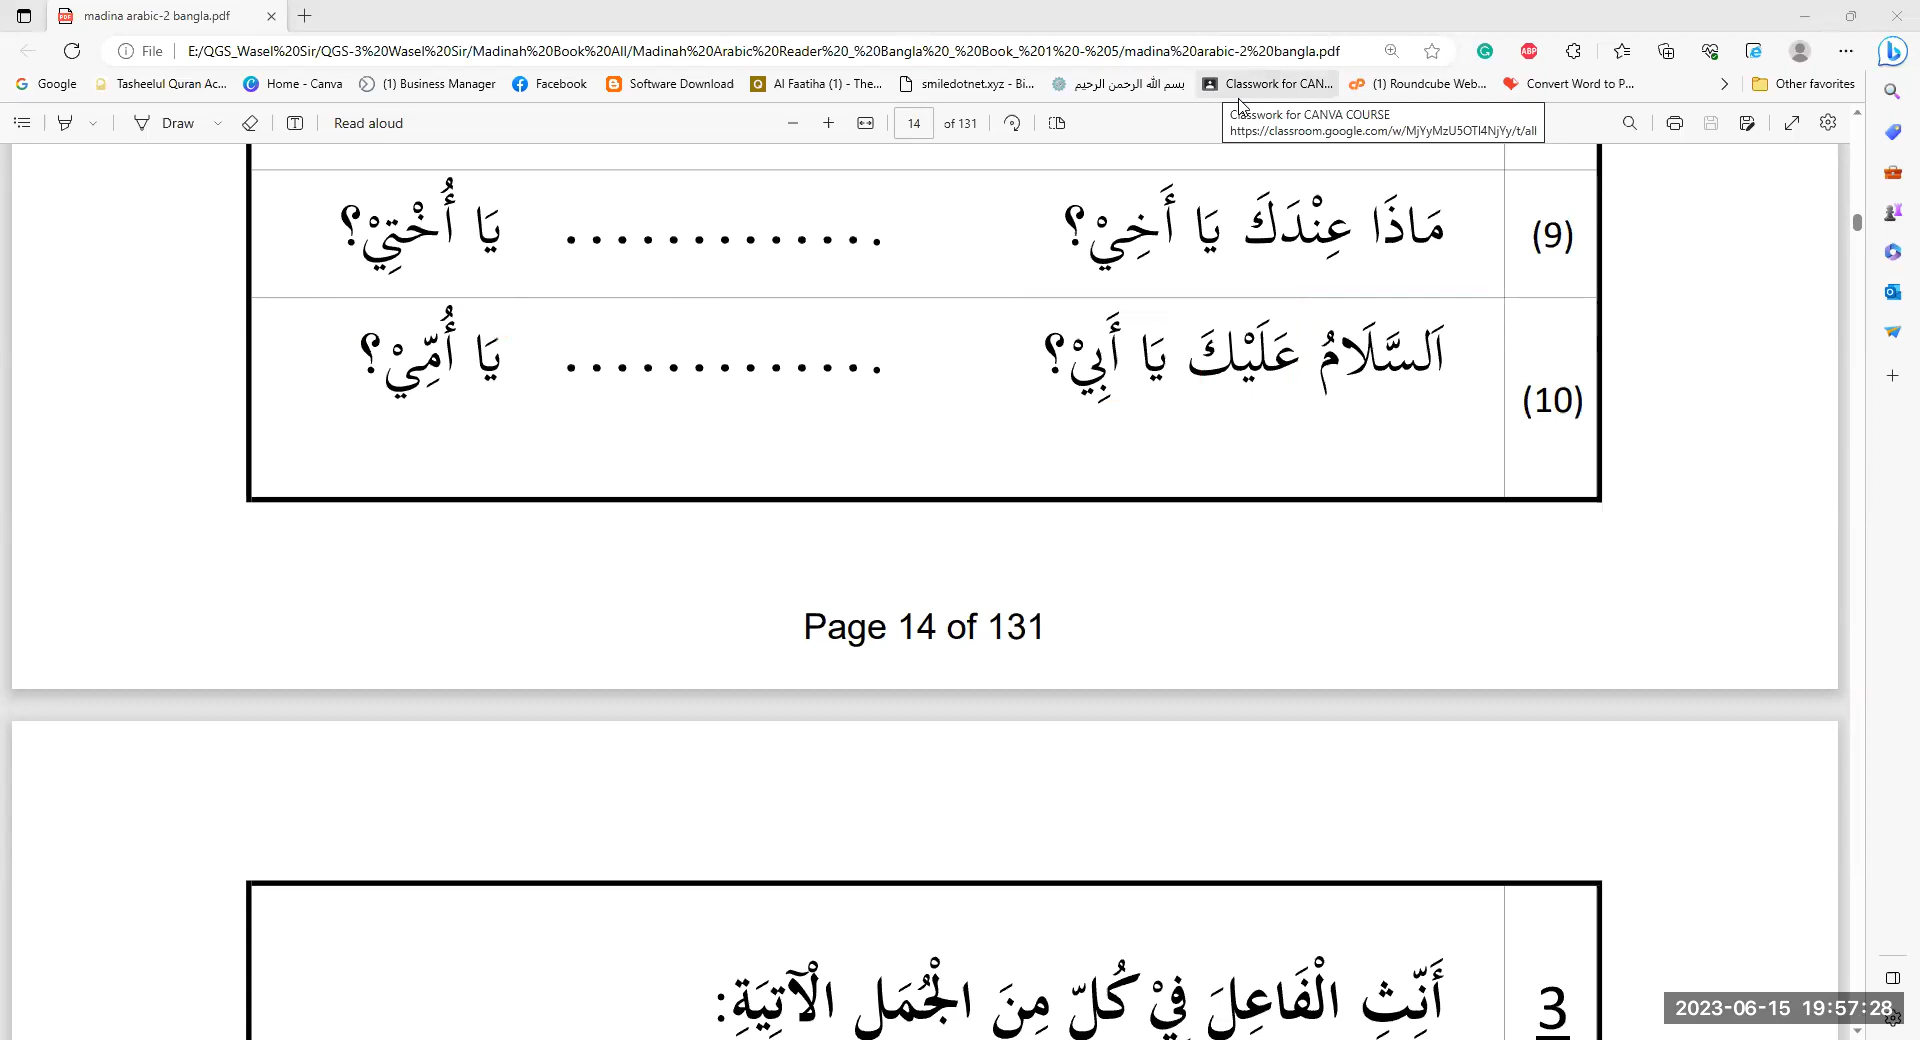 madina arabic-2 bangla.pdf
File E:/QGS_Wasel%20Sir/QGS-3%20Wasel%20Sir/Madinah%20Book%20All/Madinah%20Arabic%20Reader%20_%20Bangla%20_%20Book_%201%20-%205/madina%20arabic-2%20bangla.pdf
Google Tasheelul Quran Ac... Home - Canva (1) Business Manager Facebook Software Download Al Faatiha (1) - The... smiledotnet.xyz - Bi... بسم الله الرحمن الرحيم Classwork for CAN... (1) Roundcube Web... Convert Word to P... Other favorites
Draw Read aloud 14 of 131
Classwork for CANVA COURSE
https://classroom.google.com/w/MjYyMzU5OTI4NjYy/t/all
(9) مَاذَا عِنْدَكَ يَا أَخِيْ؟ ............. يَا أُخْتِيْ؟
(10) اَلسَّلَامُ عَلَيْكَ يَا أَبِيْ؟ ............. يَا أُمِّيْ؟
Page 14 of 131
3 أَنِّثِ الْفَاعِلَ فِيْ كُلِّ مِنَ الْجُمَلِ الْآتِيَةِ:
2023-06-15 19:57:28